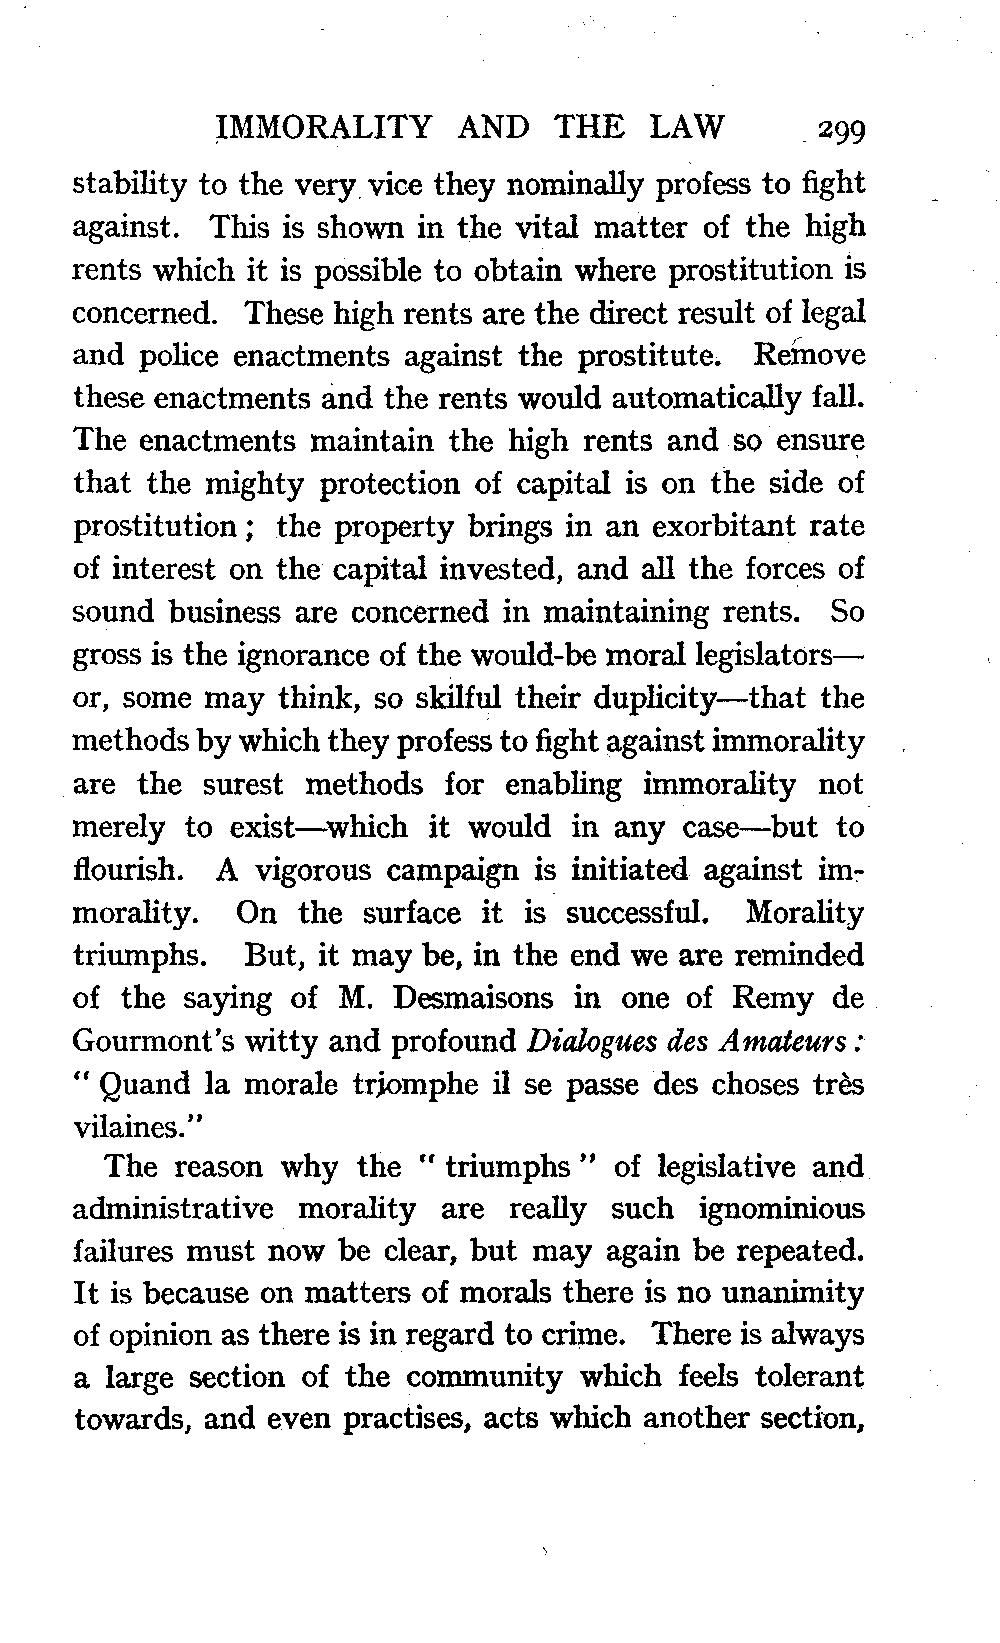 IMMORALITY AND THE LAW 299
stability to the very vice they nominally profess to fight
against. This is shown in the vital matter of the high
rents which it is possible to obtain where prostitution is
concerned. These high rents are the direct result of legal
and police enactments against the prostitute. Remove
these enactments and the rents would automatically fall.
The enactments maintain the high rents and so ensure
that the mighty protection of capital is on the side of
prostitution ; the property brings in an exorbitant rate
of interest on the capital invested, and all the forces of
sound business are concerned in maintaining rents. So
gross is the ignorance of the would-be moral legislators—
or, some may think, so skilful their duplicity—that the
methods by which they profess to fight against immorality
are the surest methods for enabling immorality not
merely to exist—which it would in any case—but to
flourish. A vigorous campaign is initiated against im-
morality. On the surface it is successful. Morality
triumphs. But, it may be, in the end we are reminded
of the saying of M. Desmaisons in one of Remy de
Gourmont's witty and profound Dialogues des Amateurs :
" Quand la morale triomphe il se passe des choses très
vilaines."
The reason why the " triumphs " of legislative and
administrative morality are really such ignominious
failures must now be clear, but may again be repeated.
It is because on matters of morals there is no unanimity
of opinion as there is in regard to crime. There is always
a large section of the community which feels tolerant
towards, and even practises, acts which another section,